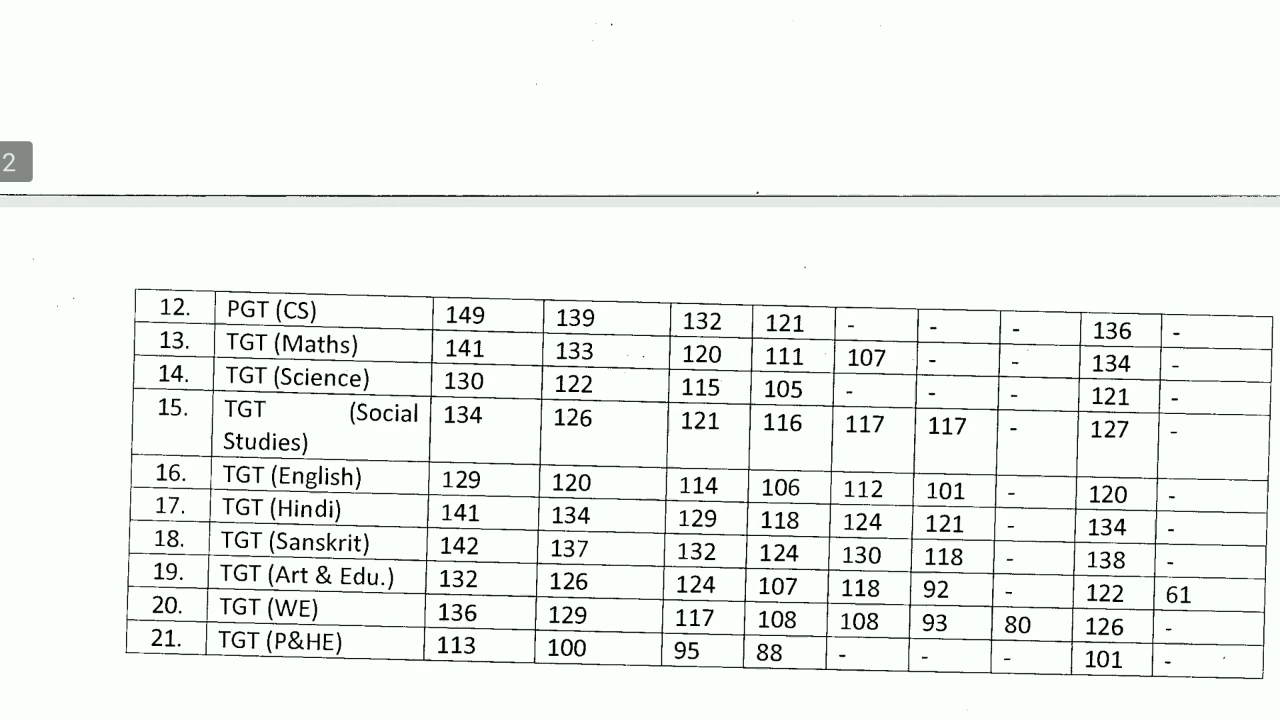 2
12. PGT (CS) 149 139 132 121 - - - 136 -
13. TGT (Maths) 141 133 120 111 107 - - 134 -
14. TGT (Science) 130 122 115 105 - - - 121 -
15. TGT (Social 134 126 121 116 117 117 - 127 -
Studies)
16. TGT (English) 129 120 114 106 112 101 - 120 -
17. TGT (Hindi) 141 134 129 118 124 121 - 134 -
18. TGT (Sanskrit) 142 137 132 124 130 118 - 138 -
19. TGT (Art & Edu.) 132 126 124 107 118 92 - 122 61
20. TGT (WE) 136 129 117 108 108 93 80 126 -
21. TGT (P&HE) 113 100 95 88 - - - 101 -